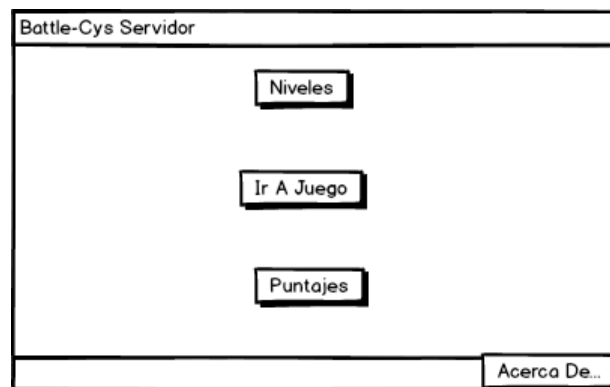 Battle-Cys Servidor
Niveles
Ir A Juego
Puntajes
Acerca De...